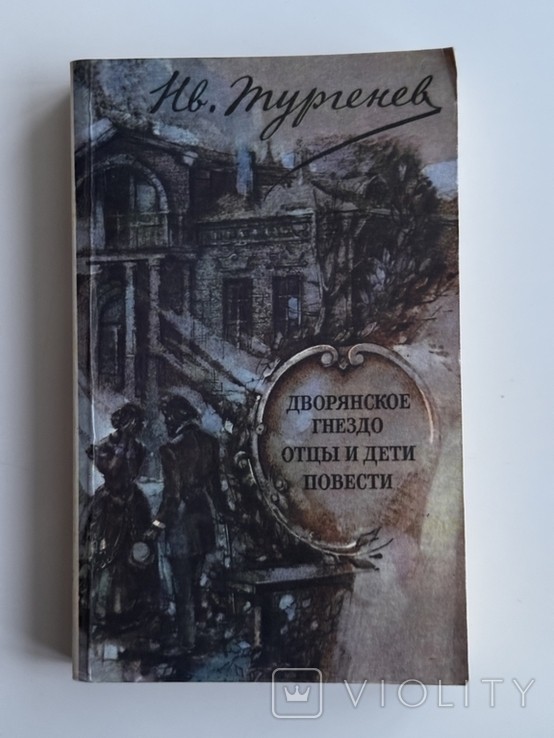 Ив. Тургенев
ДВОРЯНСКОЕ
ГНЕЗДО
ОТЦЫ И ДЕТИ
ПОВЕСТИ
VIOLITY